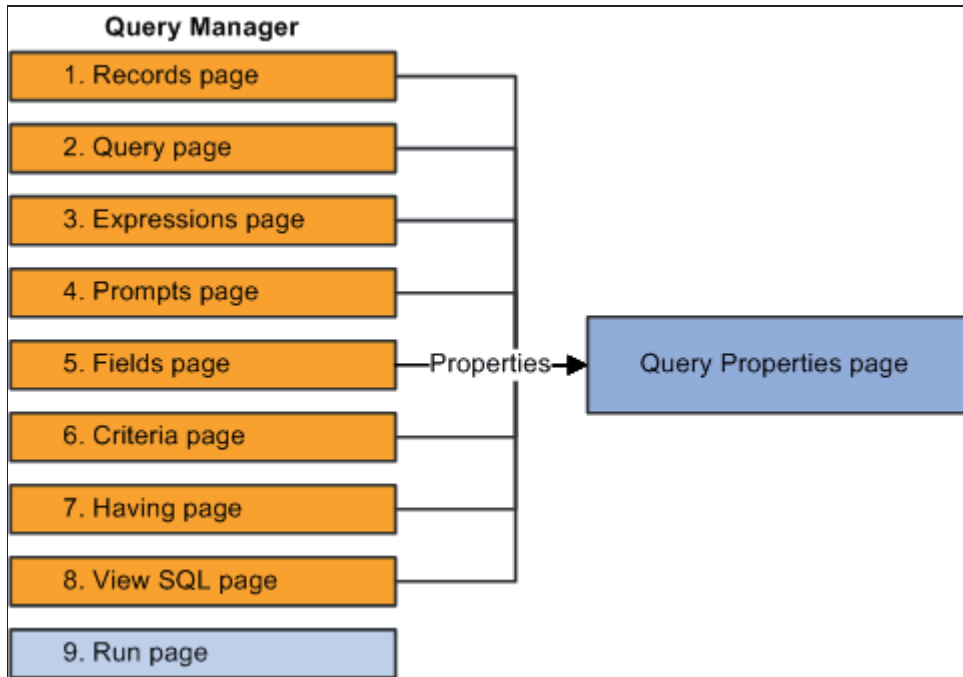 Query Manager
1. Records page
2. Query page
3. Expressions page
4. Prompts page
5. Fields page
Properties
Query Properties page
6. Criteria page
7. Having page
8. View SQL page
9. Run page